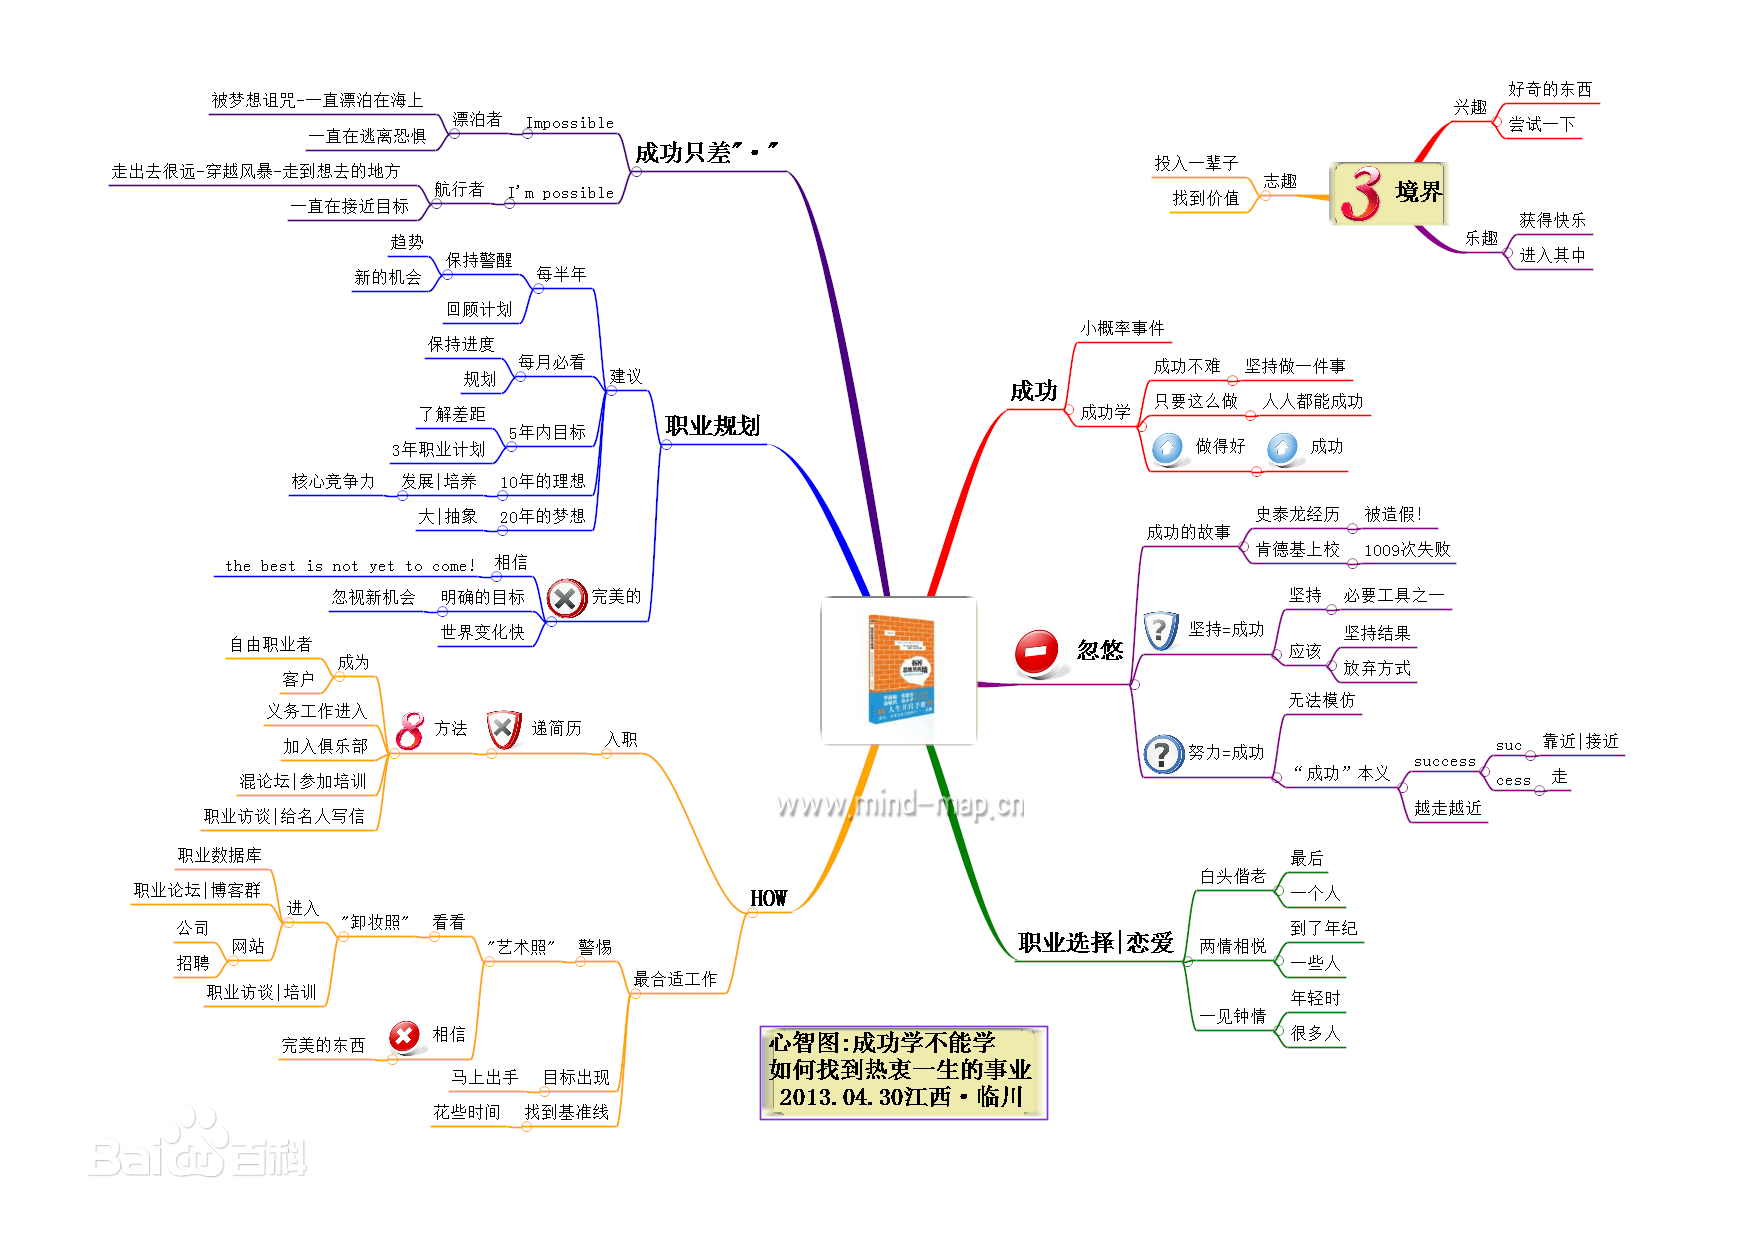 被梦想诅咒-一直漂泊在海上
一直在逃离恐惧
漂泊者
Impossible
走出去很远-穿越风暴-走到想去的地方
一直在接近目标
航行者
I'm possible
成功只差"·"
趋势
新的机会
保持警醒
回顾计划
每半年
保持进度
规划
每月必看
建议
了解差距
3年职业计划
5年内目标
核心竞争力
发展|培养
10年的理想
大|抽象
20年的梦想
职业规划
the best is not yet to come!
相信
忽视新机会
明确的目标
世界变化快
完美的
自由职业者
客户
成为
义务工作进入
加入俱乐部
混论坛|参加培训
职业访谈|给名人写信
8
方法
递简历
入职
职业数据库
职业论坛|博客群
公司
招聘
网站
进入
职业访谈|培训
"卸妆照"
看看
"艺术照"
警惕
完美的东西
相信
最合适工作
马上出手
目标出现
花些时间
找到基准线
HOW
兴趣
好奇的东西
尝试一下
投入一辈子
找到价值
志趣
3
境界
乐趣
获得快乐
进入其中
成功
小概率事件
成功学
成功不难
坚持做一件事
只要这么做
人人都能成功
做得好
成功
忽悠
成功的故事
史泰龙经历
被造假!
肯德基上校
1009次失败
坚持=成功
坚持
必要工具之一
应该
坚持结果
放弃方式
努力=成功
无法模仿
“成功”本义
success
suc
靠近|接近
cess
走
越走越近
职业选择|恋爱
白头偕老
最后
一个人
两情相悦
到了年纪
一些人
一见钟情
年轻时
很多人
人生开窍手册
www.mind-map.cn
心智图:成功学不能学
如何找到热衷一生的事业
2013.04.30江西·临川
Bai百科